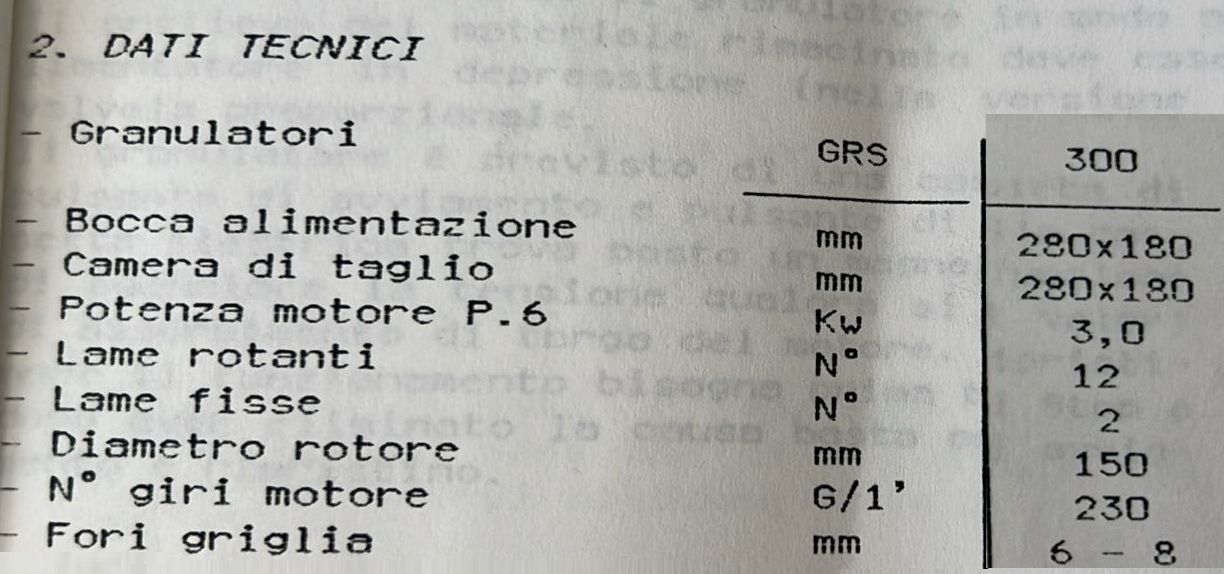 2. DATI TECNICI
- Granulatori GRS 300
- Bocca alimentazione mm 280x180
- Camera di taglio mm 280x180
- Potenza motore P.6 Kw 3,0
- Lame rotanti N° 12
- Lame fisse N° 2
- Diametro rotore mm 150
- N° giri motore G/1' 230
- Fori griglia mm 6 - 8